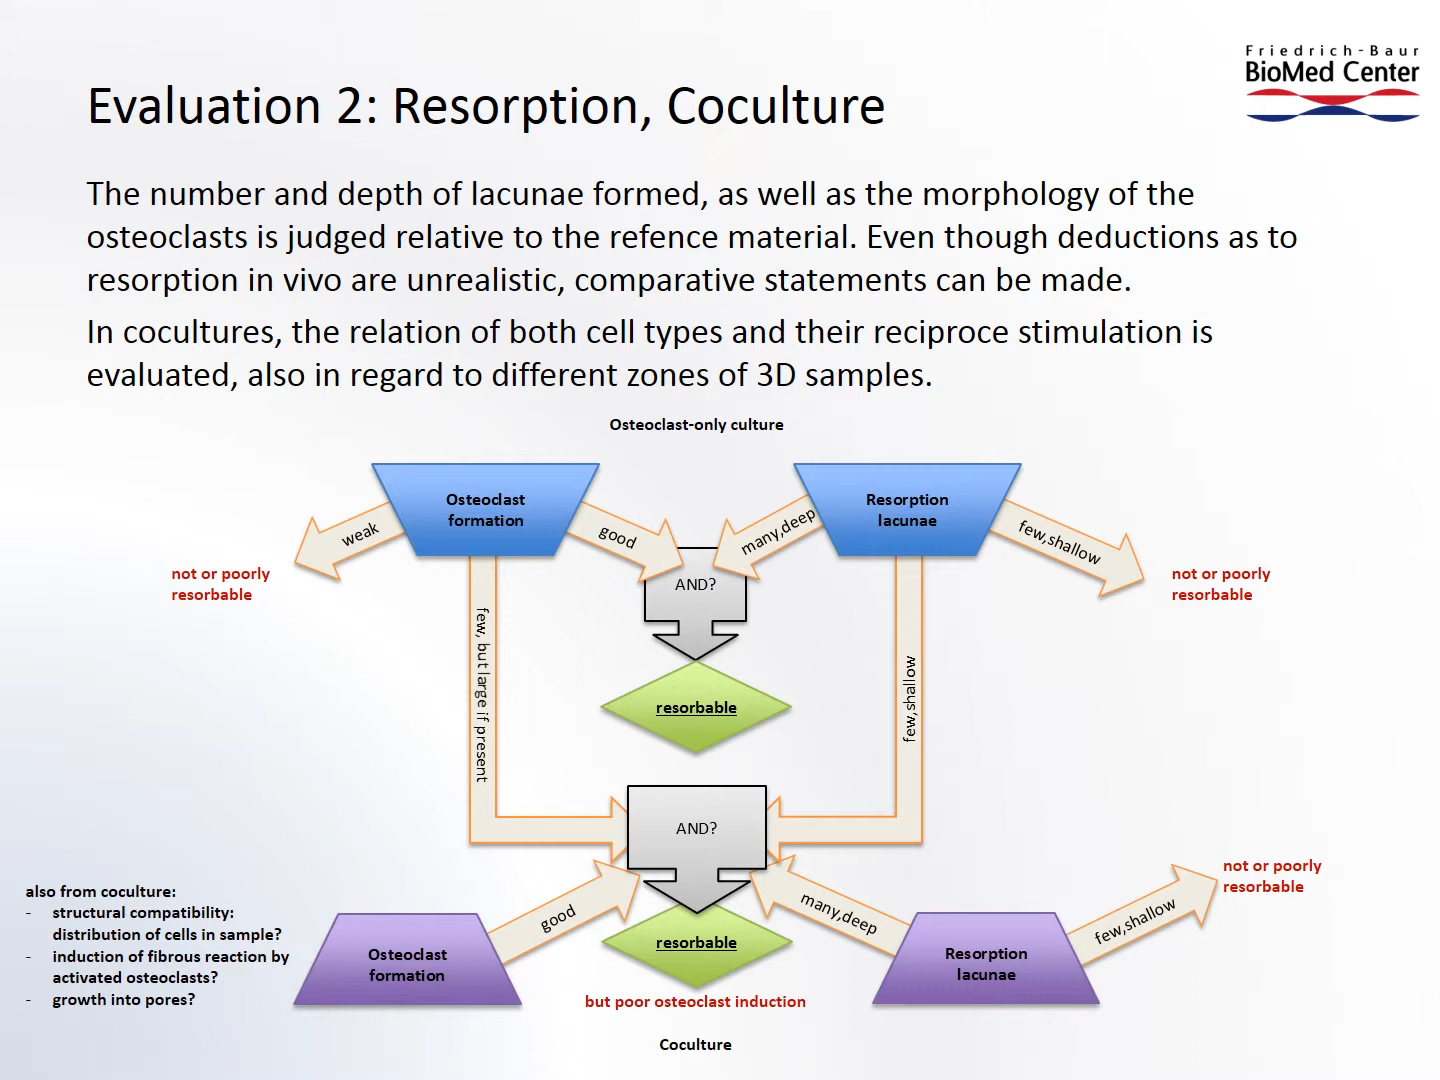 Friedrich-Baur
BioMed Center
Evaluation 2: Resorption, Coculture
The number and depth of lacunae formed, as well as the morphology of the
osteoclasts is judged relative to the refence material. Even though deductions as to
resorption in vivo are unrealistic, comparative statements can be made.
In cocultures, the relation of both cell types and their reciproce stimulation is
evaluated, also in regard to different zones of 3D samples.
Osteoclast-only culture
Osteoclast
formation
Resorption
lacunae
weak
good
many,deep
few,shallow
not or poorly
resorbable
AND?
not or poorly
resorbable
few, but large if present
few,shallow
resorbable
AND?
not or poorly
resorbable
also from coculture:
- structural compatibility:
distribution of cells in sample?
- induction of fibrous reaction by
activated osteoclasts?
- growth into pores?
good
many,deep
few,shallow
Osteoclast
formation
resorbable
Resorption
lacunae
but poor osteoclast induction
Coculture